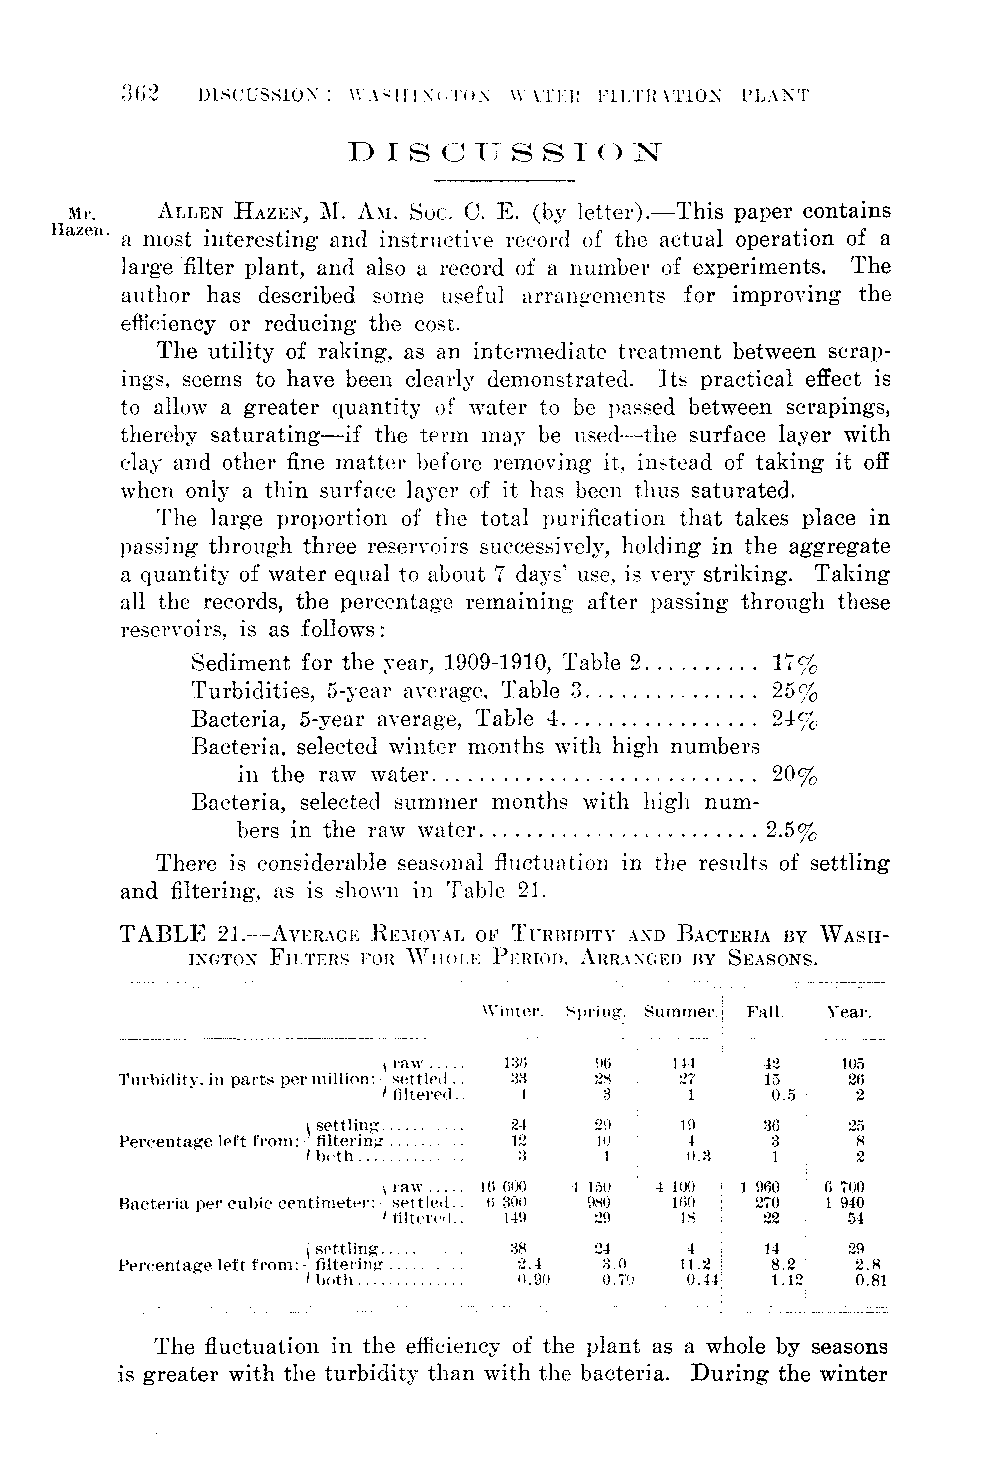 362 DISCUSSION: WASHINGTON WATER FILTRATION PLANT
DISCUSSION
Mr. Hazen.
ALLEN HAZEN, M. AM. SOC. C. E. (by letter).—This paper contains
a most interesting and instructive record of the actual operation of a
large filter plant, and also a record of a number of experiments. The
author has described some useful arrangements for improving the
efficiency or reducing the cost.
The utility of raking, as an intermediate treatment between scrap-
ings, seems to have been clearly demonstrated. Its practical effect is
to allow a greater quantity of water to be passed between scrapings,
thereby saturating—if the term may be used—the surface layer with
clay and other fine matter before removing it, instead of taking it off
when only a thin surface layer of it has been thus saturated.
The large proportion of the total purification that takes place in
passing through three reservoirs successively, holding in the aggregate
a quantity of water equal to about 7 days' use, is very striking. Taking
all the records, the percentage remaining after passing through these
reservoirs, is as follows:
Sediment for the year, 1909-1910, Table 2.......... 17%
Turbidities, 5-year average, Table 3............... 25%
Bacteria, 5-year average, Table 4................. 24%
Bacteria, selected winter months with high numbers
in the raw water............................ 20%
Bacteria, selected summer months with high num-
bers in the raw water........................ 2.5%
There is considerable seasonal fluctuation in the results of settling
and filtering, as is shown in Table 21.
TABLE 21.—AVERAGE REMOVAL OF TURBIDITY AND BACTERIA BY WASH-
INGTON FILTERS FOR WHOLE PERIOD, ARRANGED BY SEASONS.
Winter. Spring. Summer. Fall. Year.
raw..... 136 96 144 42 105
Turbidity, in parts per million: settled.. 33 28 27 15 26
filtered.. 1 3 1 0.5 2
settling.......... 24 29 19 36 25
Percentage left from: filtering......... 12 10 4 3 8
both............. 3 1 0.3 1 2
raw..... 16 600 4 150 4 100 1 960 6 700
Bacteria per cubic centimeter: settled.. 6 300 980 160 270 1 940
filtered.. 149 29 18 22 54
settling.......... 38 24 4 14 29
Percentage left from: filtering......... 2.4 3.0 11.2 8.2 2.8
both............. 0.90 0.70 0.44 1.12 0.81
The fluctuation in the efficiency of the plant as a whole by seasons
is greater with the turbidity than with the bacteria. During the winter